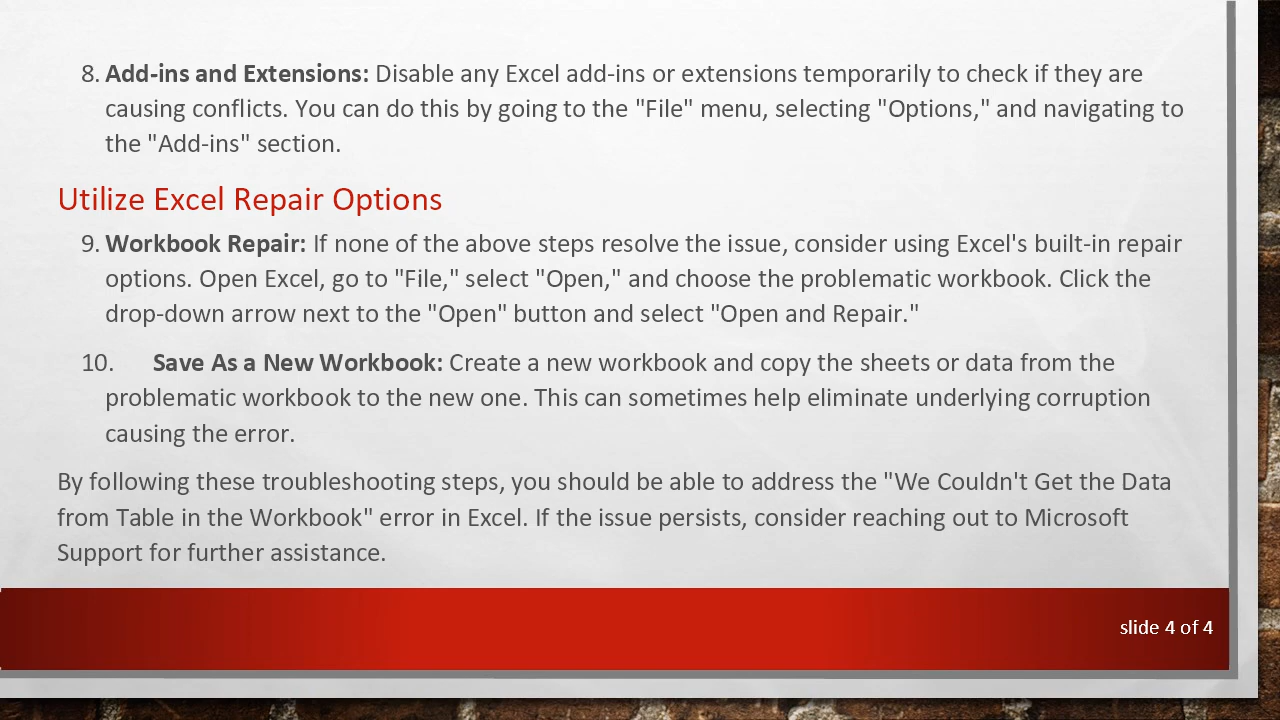 8. Add-ins and Extensions: Disable any Excel add-ins or extensions temporarily to check if they are
causing conflicts. You can do this by going to the "File" menu, selecting "Options," and navigating to
the "Add-ins" section.
Utilize Excel Repair Options
9. Workbook Repair: If none of the above steps resolve the issue, consider using Excel's built-in repair
options. Open Excel, go to "File," select "Open," and choose the problematic workbook. Click the
drop-down arrow next to the "Open" button and select "Open and Repair."
10. Save As a New Workbook: Create a new workbook and copy the sheets or data from the
problematic workbook to the new one. This can sometimes help eliminate underlying corruption
causing the error.
By following these troubleshooting steps, you should be able to address the "We Couldn't Get the Data
from Table in the Workbook" error in Excel. If the issue persists, consider reaching out to Microsoft
Support for further assistance.
slide 4 of 4